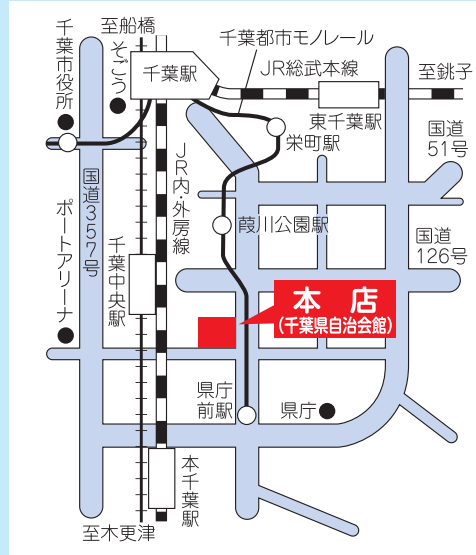 至船橋
千葉都市モノレール
千葉市役所
そごう
千葉駅
JR総武本線
至銚子
東千葉駅
栄町駅
国道
51号
JR内・外房線
国道357号
葭川公園駅
ポートアリーナ
千葉中央駅
国道
126号
本店
(千葉県自治会館)
県庁
前駅
県庁
本千葉駅
至木更津